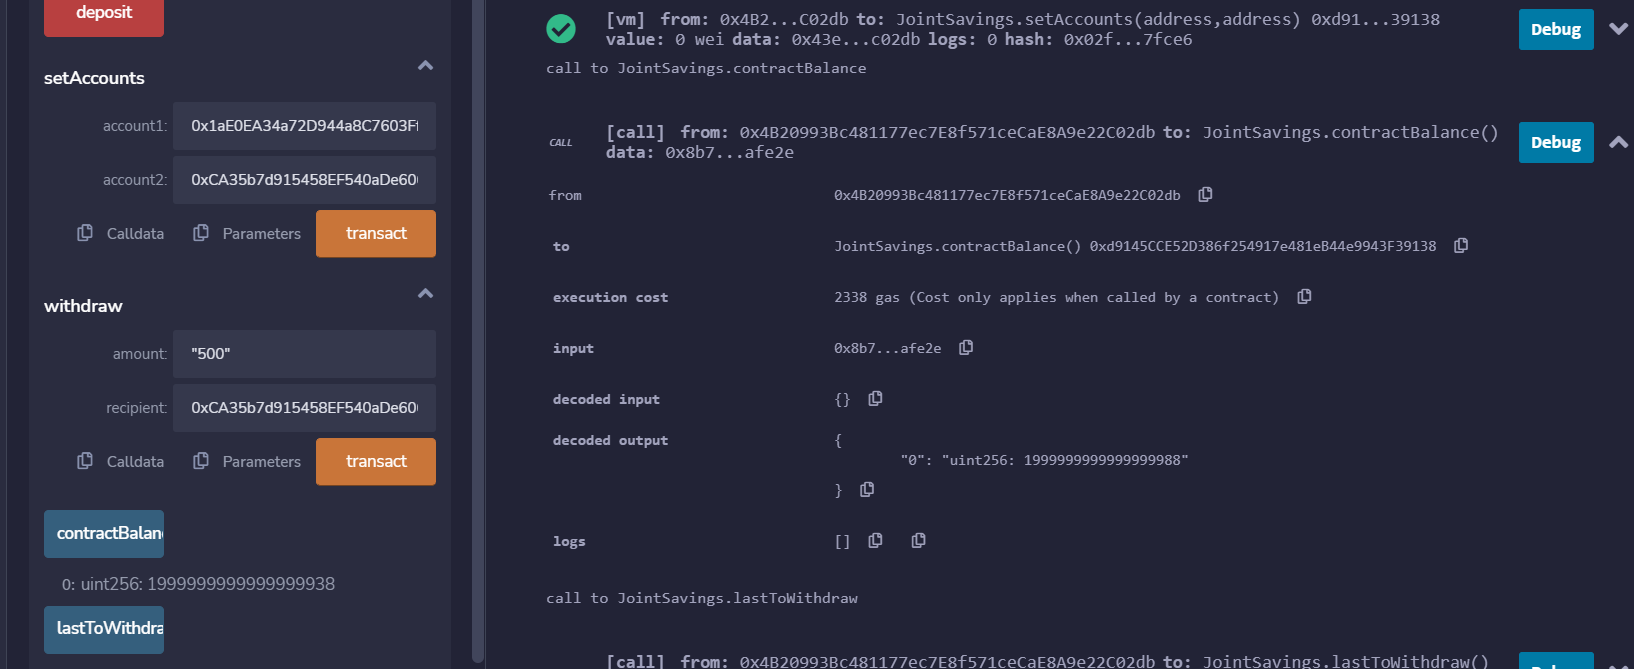 deposit
setAccounts
account1: 0x1aE0EA34a72D944a8C7603Ff
account2: 0xCA35b7d915458EF540aDe60
Calldata Parameters transact
withdraw
amount: "500"
recipient: 0xCA35b7d915458EF540aDe60
Calldata Parameters transact
contractBalan
0: uint256: 1999999999999999938
lastToWithdra
[vm] from: 0x4B2...C02db to: JointSavings.setAccounts(address,address) 0xd91...39138
value: 0 wei data: 0x43e...c02db logs: 0 hash: 0x02f...7fce6
Debug
call to JointSavings.contractBalance
CALL
[call] from: 0x4B20993Bc481177ec7E8f571ceCaE8A9e22C02db to: JointSavings.contractBalance()
data: 0x8b7...afe2e
Debug
from 0x4B20993Bc481177ec7E8f571ceCaE8A9e22C02db
to JointSavings.contractBalance() 0xd9145CCE52D386f254917e481eB44e9943F39138
execution cost 2338 gas (Cost only applies when called by a contract)
input 0x8b7...afe2e
decoded input {}
decoded output {
"0": "uint256: 1999999999999999988"
}
logs []
call to JointSavings.lastToWithdraw
[call] from: 0x4B20993Bc481177ec7E8f571ceCaE8A9e22C02db to: JointSavings.lastToWithdraw()
Debug